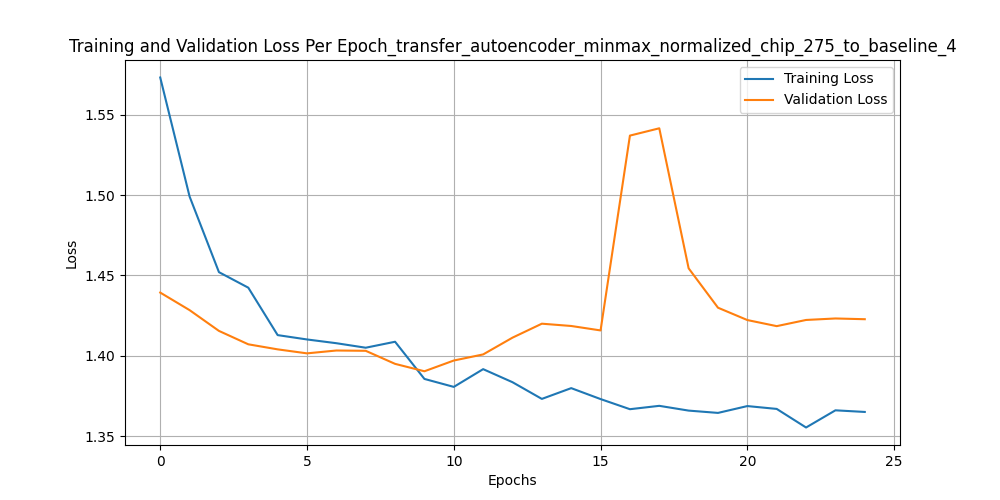 Training and Validation Loss Per Epoch_transfer_autoencoder_minmax_normalized_chip_275_to_baseline_4
Training Loss
Validation Loss
Loss
1.55
1.50
1.45
1.40
1.35
0 5 10 15 20 25
Epochs